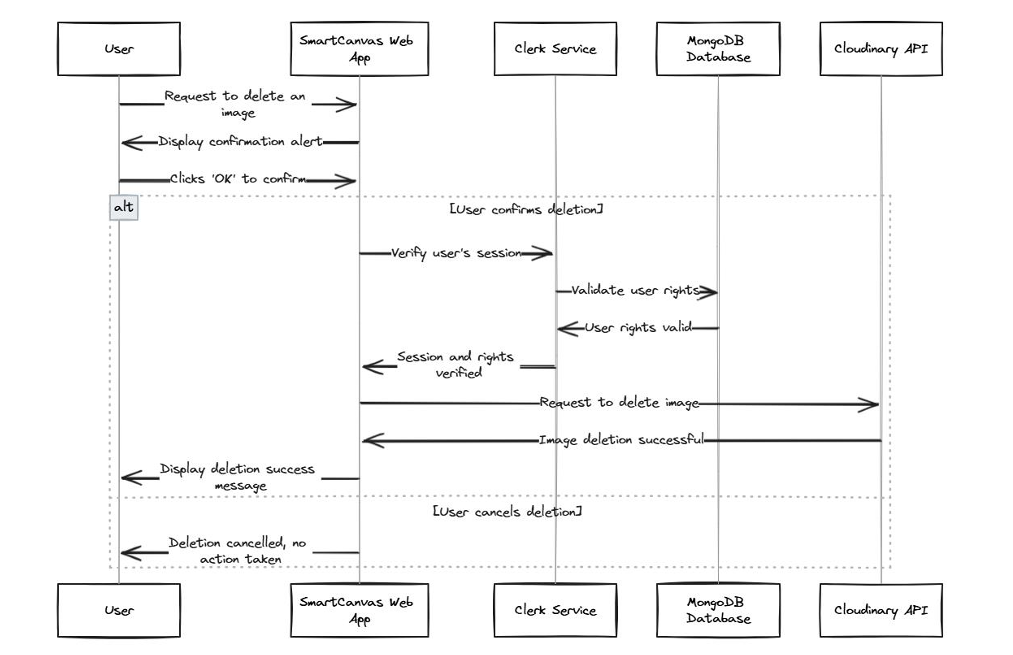 User
SmartCanvas Web
App
Clerk Service
MongoDB
Database
Cloudinary API
Request to delete an
image
Display confirmation alert
Clicks 'OK' to confirm
alt
[User confirms deletion]
Verify user's session
Validate user rights
User rights valid
Session and rights
verified
Request to delete image
Image deletion successful
Display deletion success
message
[User cancels deletion]
Deletion cancelled, no
action taken
User
SmartCanvas Web
App
Clerk Service
MongoDB
Database
Cloudinary API